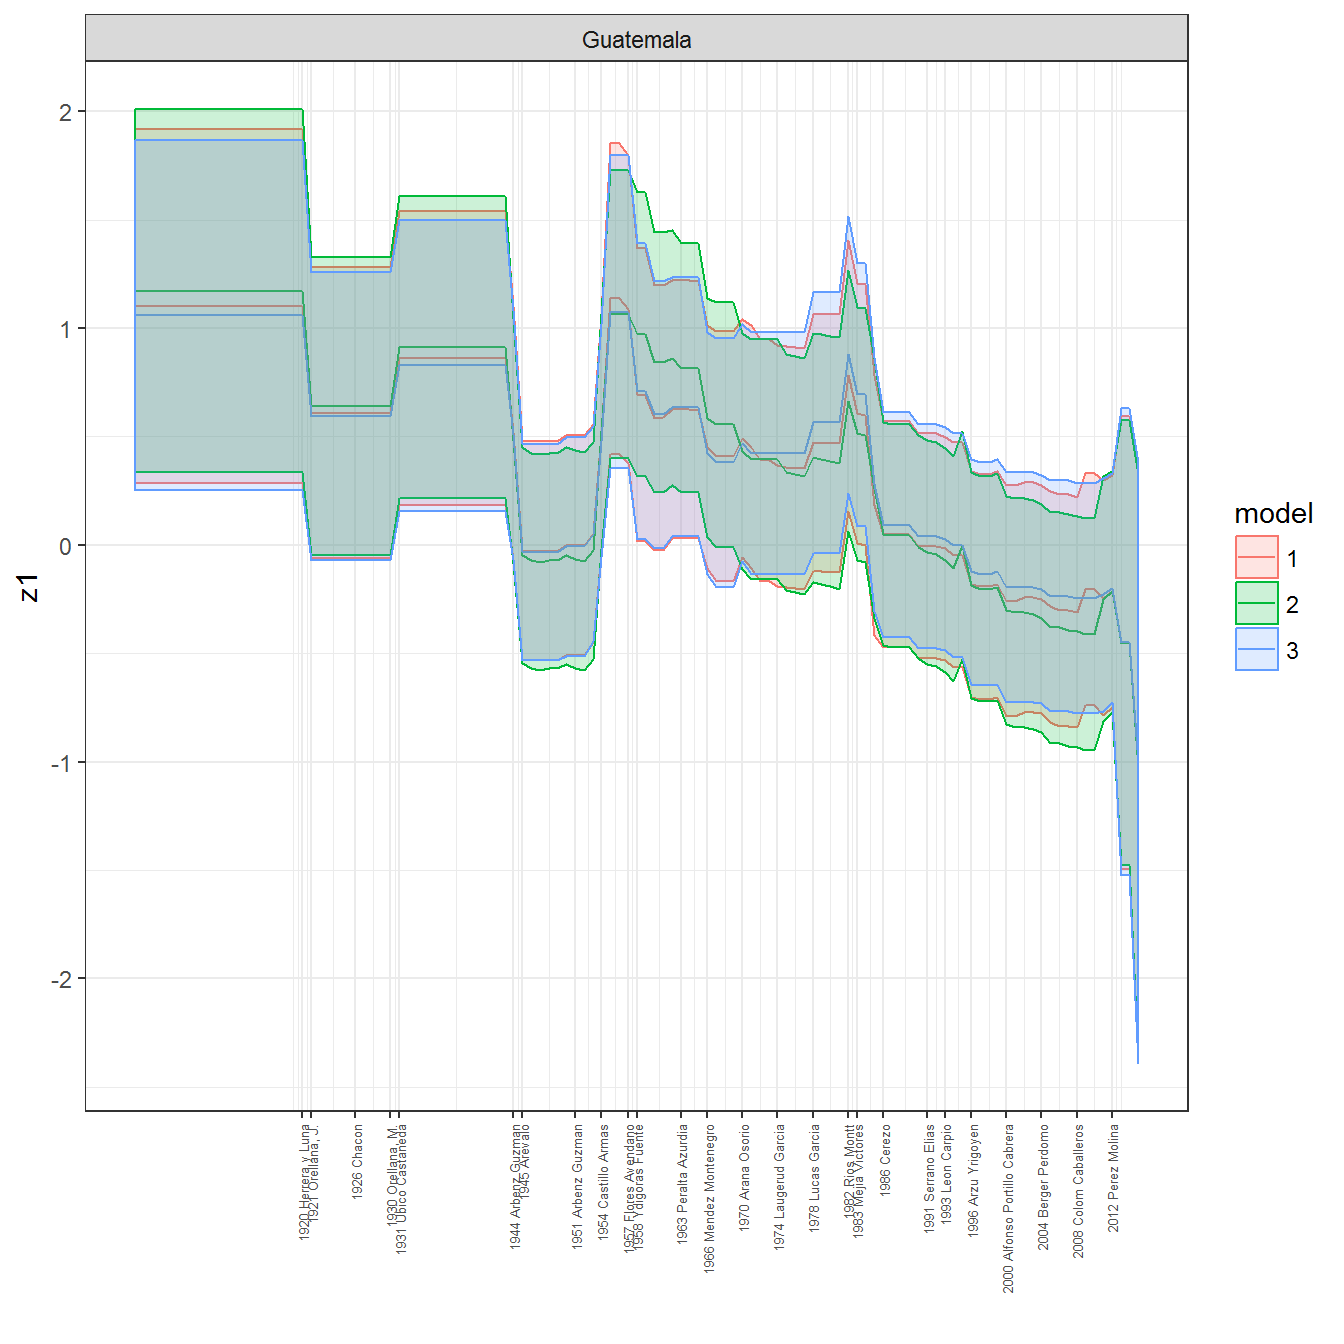 Guatemala
2
1
0
-1
-2
z1
model
1
2
3
1920 Herrera y Luna
1921 Orellana, J.
1926 Chacon
1930 Orellana, M.
1931 Ubico Castaneda
1944 Arbenz Guzman
1945 Arevalo
1951 Arbenz Guzman
1954 Castillo Armas
1957 Flores Avendano
1958 Ydigoras Fuente
1963 Peralta Azurdia
1966 Mendez Montenegro
1970 Arana Osorio
1974 Laugerud Garcia
1978 Lucas Garcia
1982 Rios Montt
1983 Mejia Victores
1986 Cerezo
1991 Serrano Elias
1993 Leon Carpio
1996 Arzu Yrigoyen
2000 Alfonso Portillo Cabrera
2004 Berger Perdomo
2008 Colom Caballeros
2012 Perez Molina